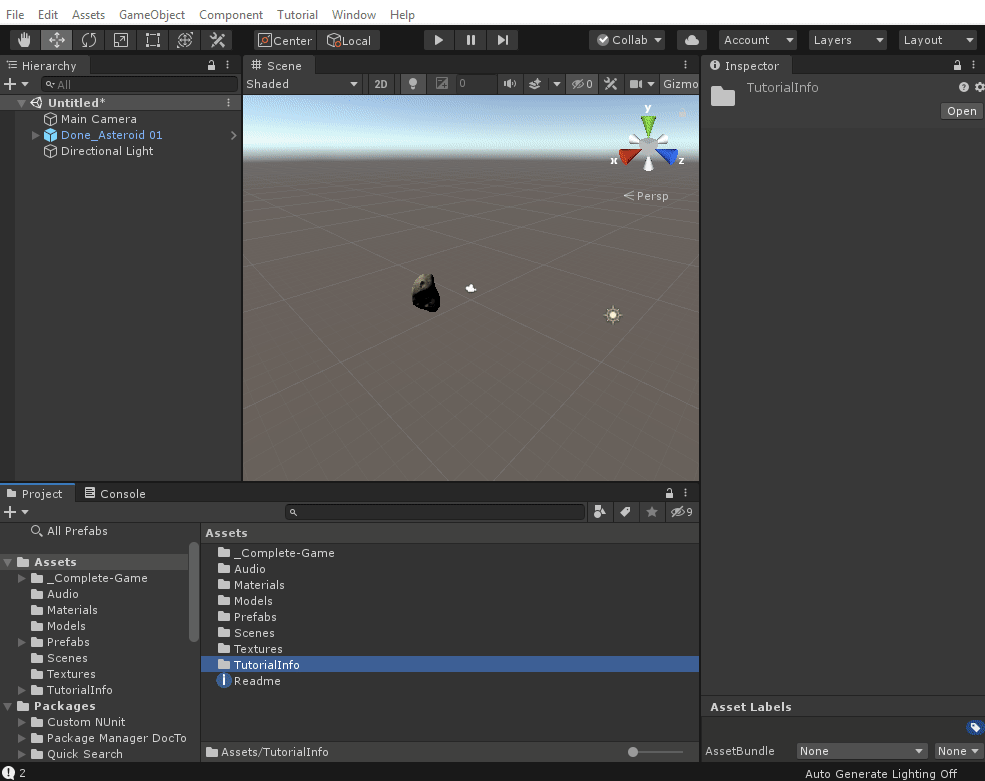 File Edit Assets GameObject Component Tutorial Window Help
Center Local Collab Account Layers Layout
Hierarchy
All
Untitled*
Main Camera
Done_Asteroid 01
Directional Light
Scene
Shaded 2D 0 0 Gizmo
y
x z
Persp
Inspector
TutorialInfo
Open
Project Console
9
All Prefabs
Assets
_Complete-Game
Audio
Materials
Models
Prefabs
Scenes
Textures
TutorialInfo
Packages
Custom NUnit
Package Manager DocTo
Quick Search
Assets
_Complete-Game
Audio
Materials
Models
Prefabs
Scenes
Textures
TutorialInfo
Readme
Assets/TutorialInfo
Asset Labels
AssetBundle None None
2
Auto Generate Lighting Off